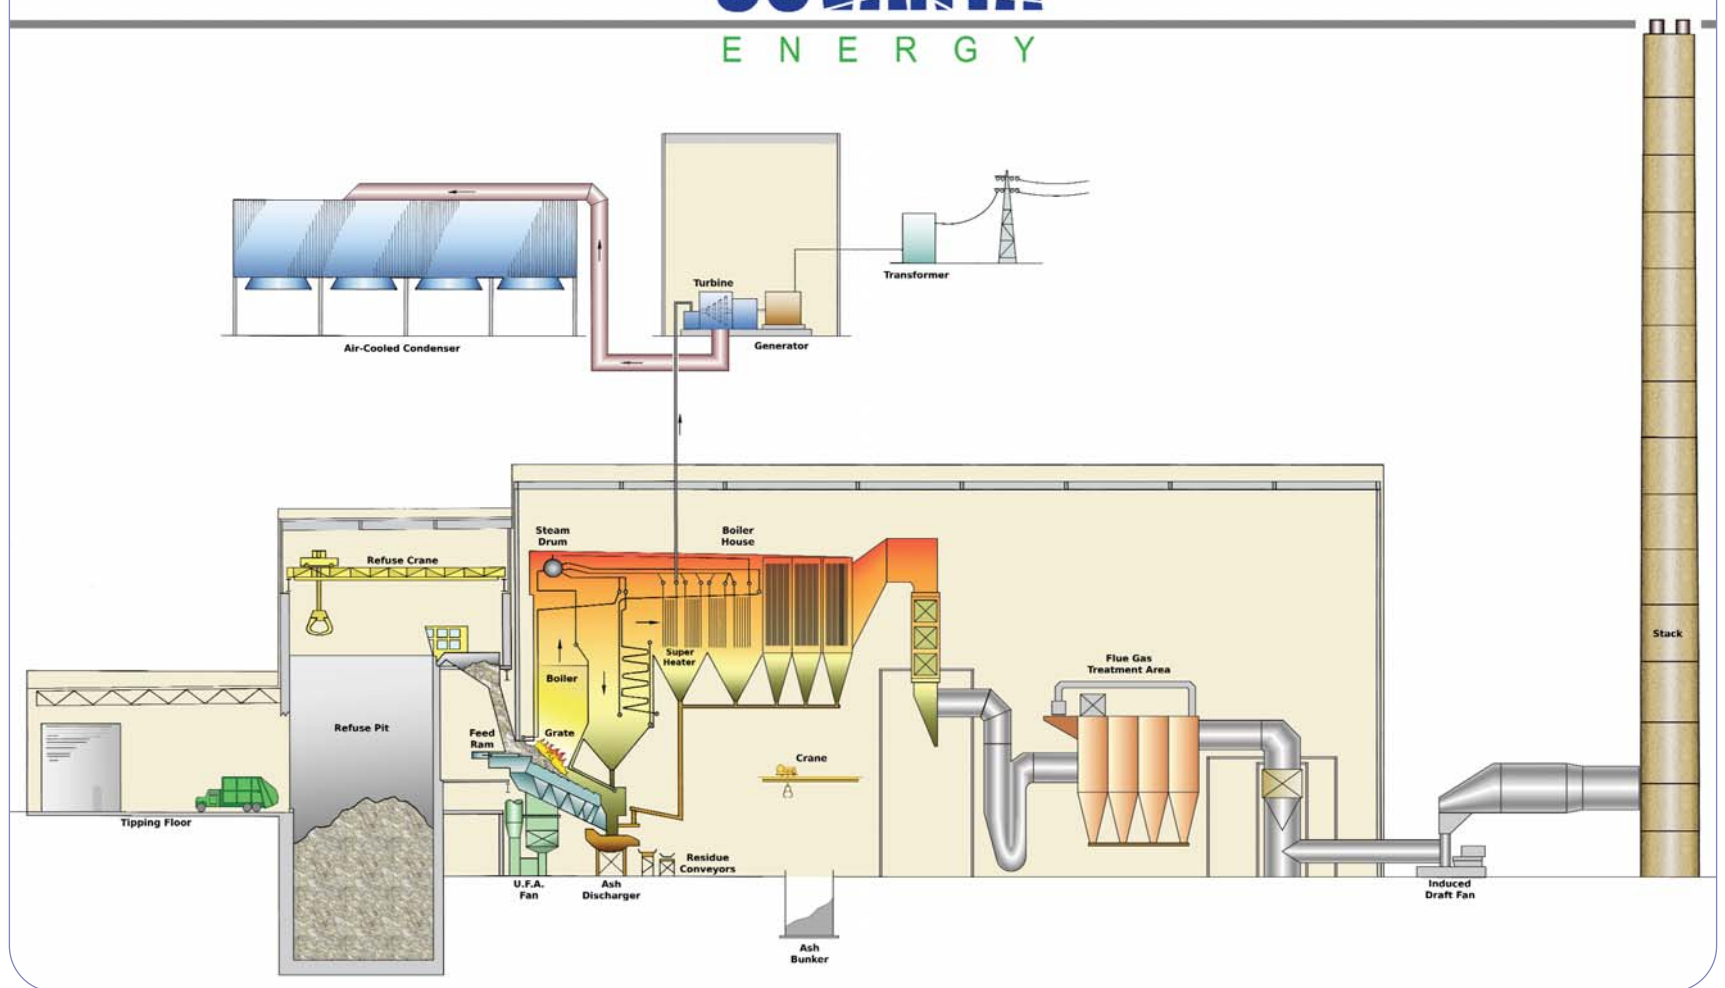 ENERGY
Turbine
Transformer
Air-Cooled Condenser
Generator
Steam
Drum
Boiler
House
Refuse Crane
Stack
Super
Heater
Flue Gas
Treatment Area
Boiler
Refuse Pit
Feed
Ram
Grate
Crane
Tipping Floor
Residue
Conveyors
U.F.A.
Fan
Ash
Discharger
Induced
Draft Fan
Ash
Bunker